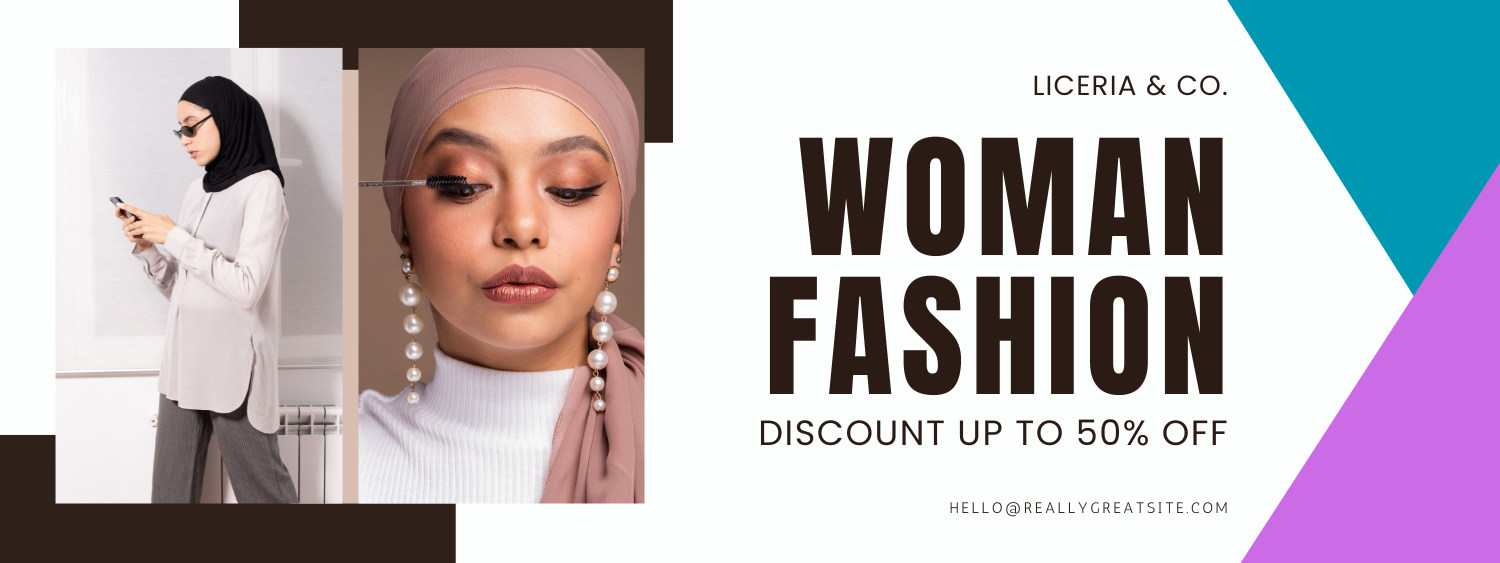 LICERIA & CO.
WOMAN
FASHION
DISCOUNT UP TO 50% OFF
HELLO@REALLYGREATSITE.COM